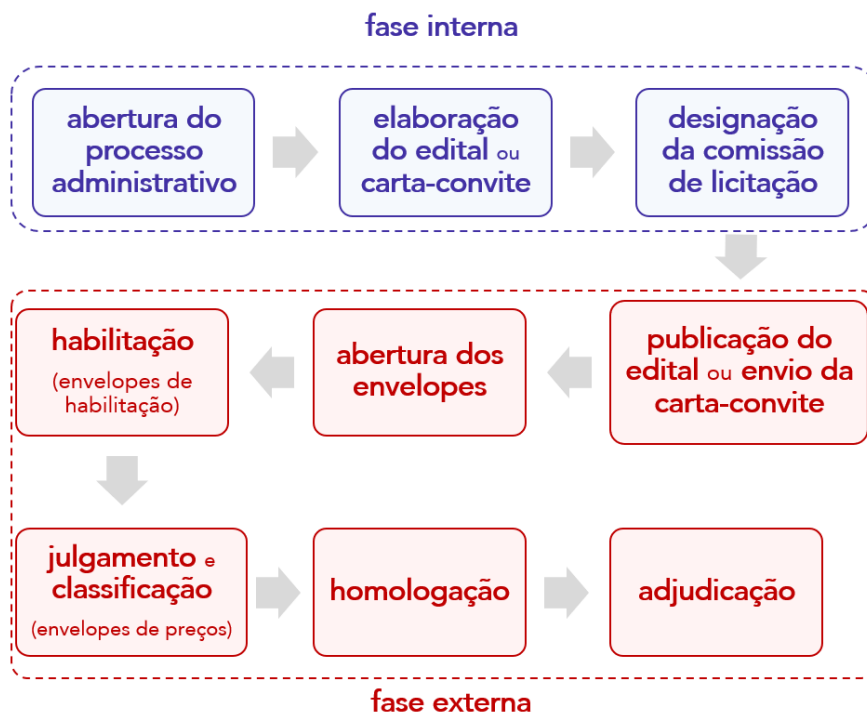 fase interna
abertura do
processo
administrativo
elaboração
do edital ou
carta-convite
designação
da comissão
de licitação
publicação do
edital ou envio da
carta-convite
abertura dos
envelopes
habilitação
(envelopes de
habilitação)
julgamento e
classificação
(envelopes de preços)
homologação
adjudicação
fase externa